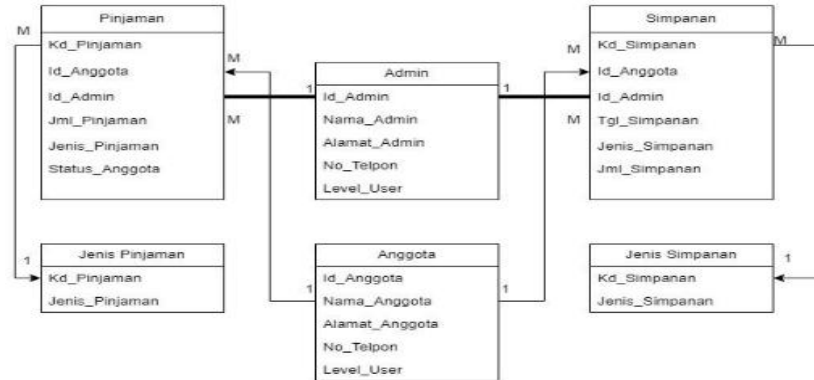 Pinjaman
Kd_Pinjaman
Id_Anggota
Id_Admin
Jml_Pinjaman
Jenis_Pinjaman
Status_Anggota
M
M
M
1
1
Admin
Id_Admin
Nama_Admin
Alamat_Admin
No_Telpon
Level_User
1
Simpanan
Kd_Simpanan
Id_Anggota
Id_Admin
Tgl_Simpanan
Jenis_Simpanan
Jml_Simpanan
M
M
M
Jenis Pinjaman
Kd_Pinjaman
Jenis_Pinjaman
1
Anggota
Id_Anggota
Nama_Anggota
Alamat_Anggota
No_Telpon
Level_User
1
1
Jenis Simpanan
Kd_Simpanan
Jenis_Simpanan
1